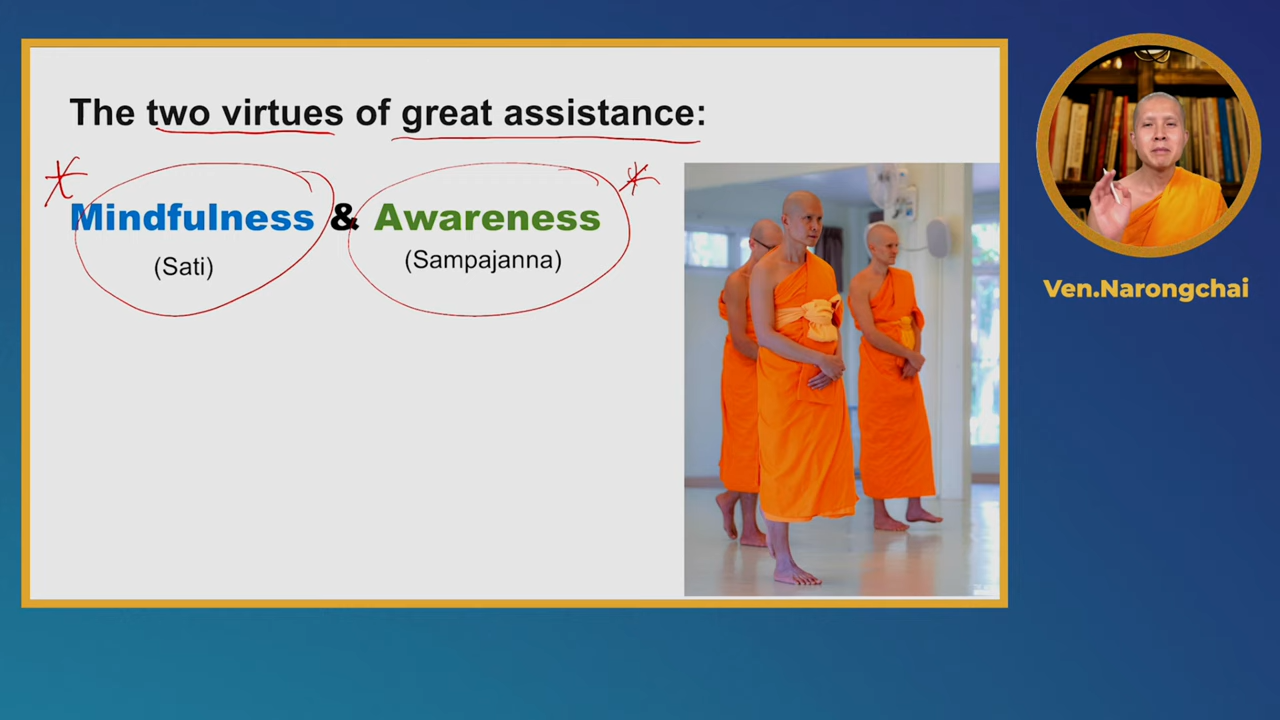 The two virtues of great assistance:
Mindfulness & Awareness
(Sati) (Sampajanna)
Ven.Narongchai